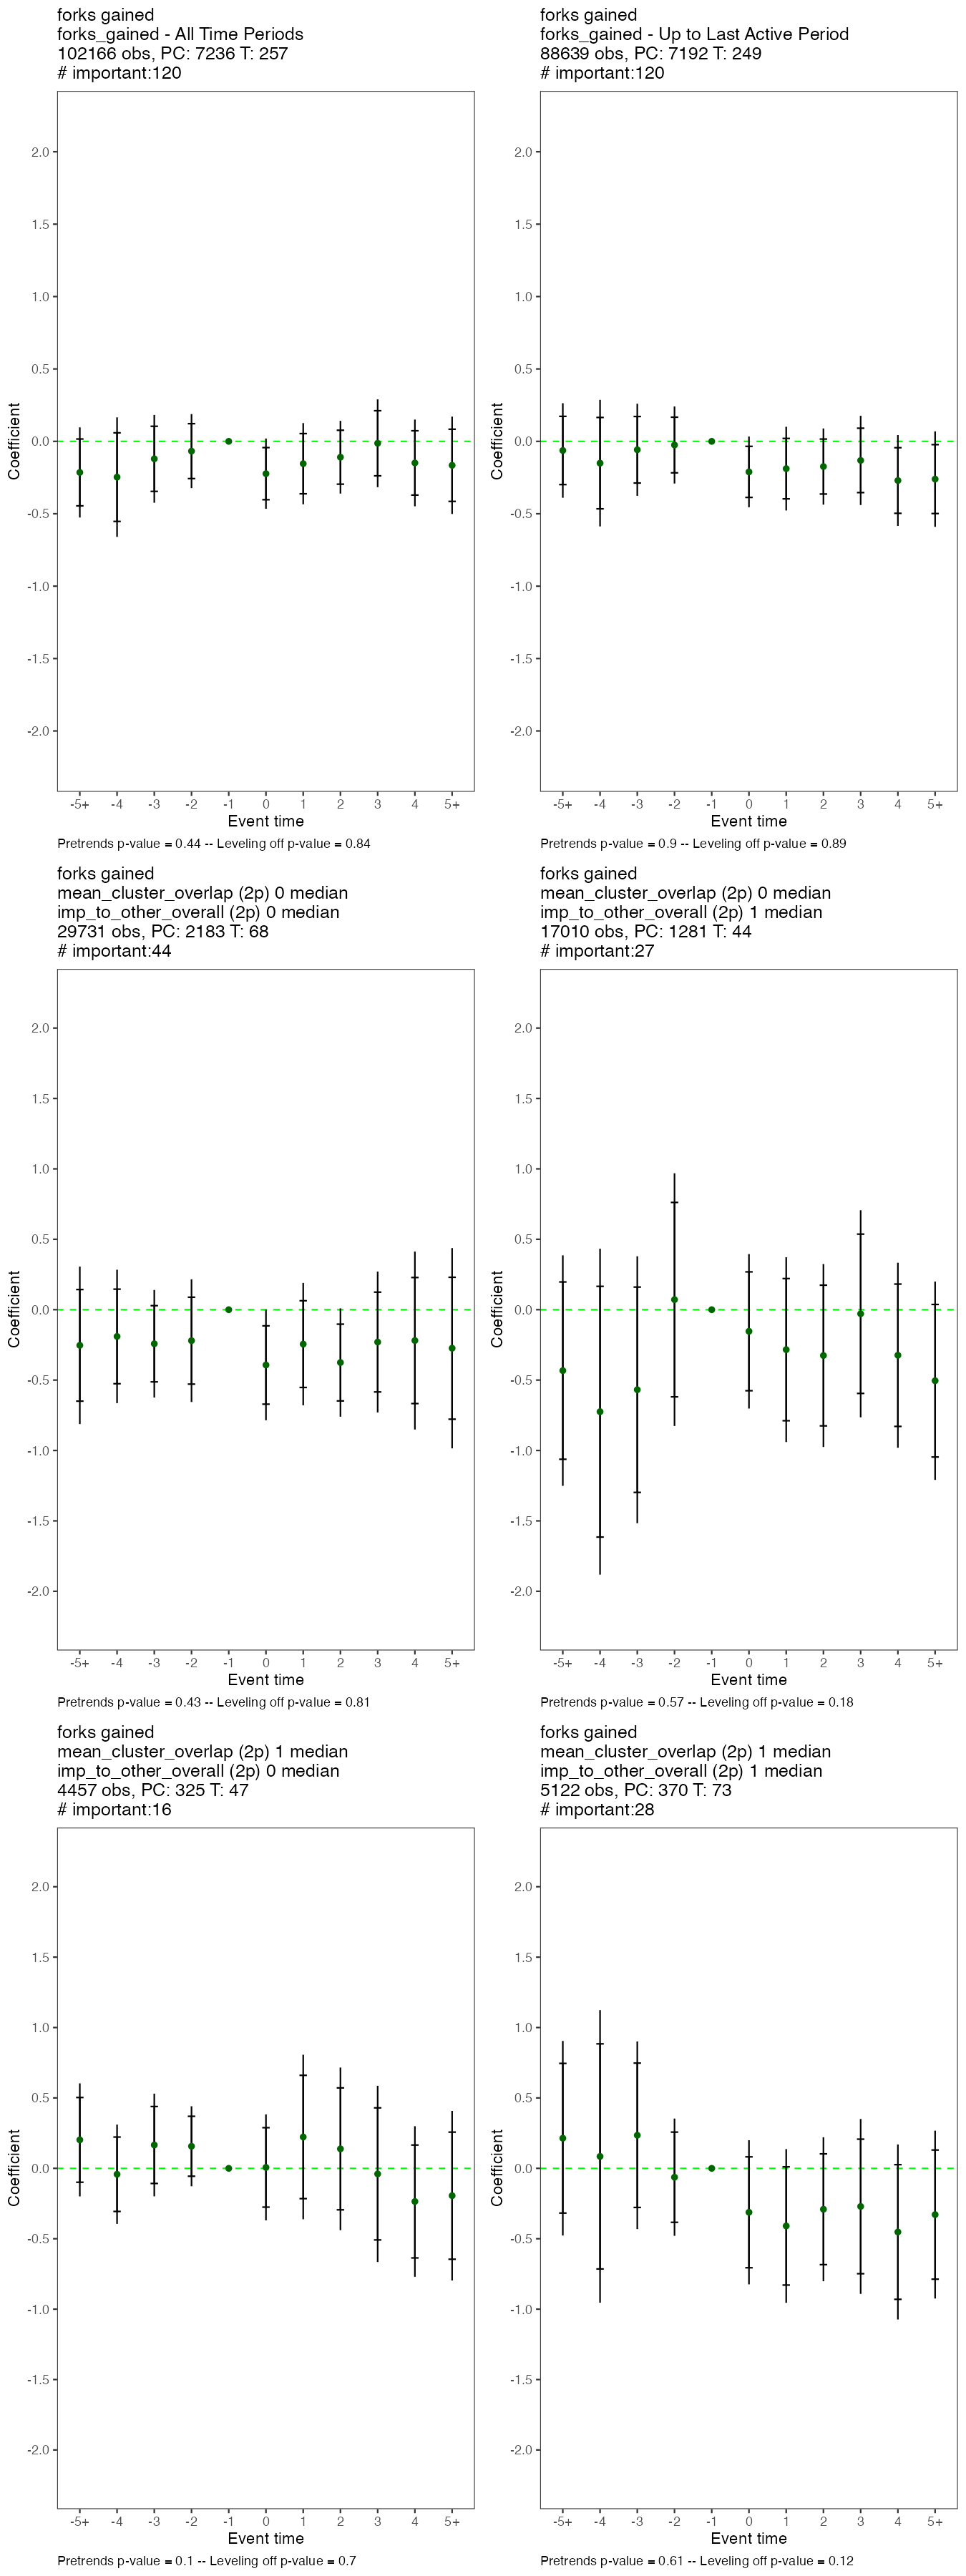 forks gained
forks_gained - All Time Periods
102166 obs, PC: 7236 T: 257
# important:120
Coefficient
2.0
1.5
1.0
0.5
0.0
-0.5
-1.0
-1.5
-2.0
-5+ -4 -3 -2 -1 0 1 2 3 4 5+
Event time
Pretrends p-value = 0.44 -- Leveling off p-value = 0.84
forks gained
forks_gained - Up to Last Active Period
88639 obs, PC: 7192 T: 249
# important:120
Coefficient
2.0
1.5
1.0
0.5
0.0
-0.5
-1.0
-1.5
-2.0
-5+ -4 -3 -2 -1 0 1 2 3 4 5+
Event time
Pretrends p-value = 0.9 -- Leveling off p-value = 0.89
forks gained
mean_cluster_overlap (2p) 0 median
imp_to_other_overall (2p) 0 median
29731 obs, PC: 2183 T: 68
# important:44
Coefficient
2.0
1.5
1.0
0.5
0.0
-0.5
-1.0
-1.5
-2.0
-5+ -4 -3 -2 -1 0 1 2 3 4 5+
Event time
Pretrends p-value = 0.43 -- Leveling off p-value = 0.81
forks gained
mean_cluster_overlap (2p) 0 median
imp_to_other_overall (2p) 1 median
17010 obs, PC: 1281 T: 44
# important:27
Coefficient
2.0
1.5
1.0
0.5
0.0
-0.5
-1.0
-1.5
-2.0
-5+ -4 -3 -2 -1 0 1 2 3 4 5+
Event time
Pretrends p-value = 0.57 -- Leveling off p-value = 0.18
forks gained
mean_cluster_overlap (2p) 1 median
imp_to_other_overall (2p) 0 median
4457 obs, PC: 325 T: 47
# important:16
Coefficient
2.0
1.5
1.0
0.5
0.0
-0.5
-1.0
-1.5
-2.0
-5+ -4 -3 -2 -1 0 1 2 3 4 5+
Event time
Pretrends p-value = 0.1 -- Leveling off p-value = 0.7
forks gained
mean_cluster_overlap (2p) 1 median
imp_to_other_overall (2p) 1 median
5122 obs, PC: 370 T: 73
# important:28
Coefficient
2.0
1.5
1.0
0.5
0.0
-0.5
-1.0
-1.5
-2.0
-5+ -4 -3 -2 -1 0 1 2 3 4 5+
Event time
Pretrends p-value = 0.61 -- Leveling off p-value = 0.12